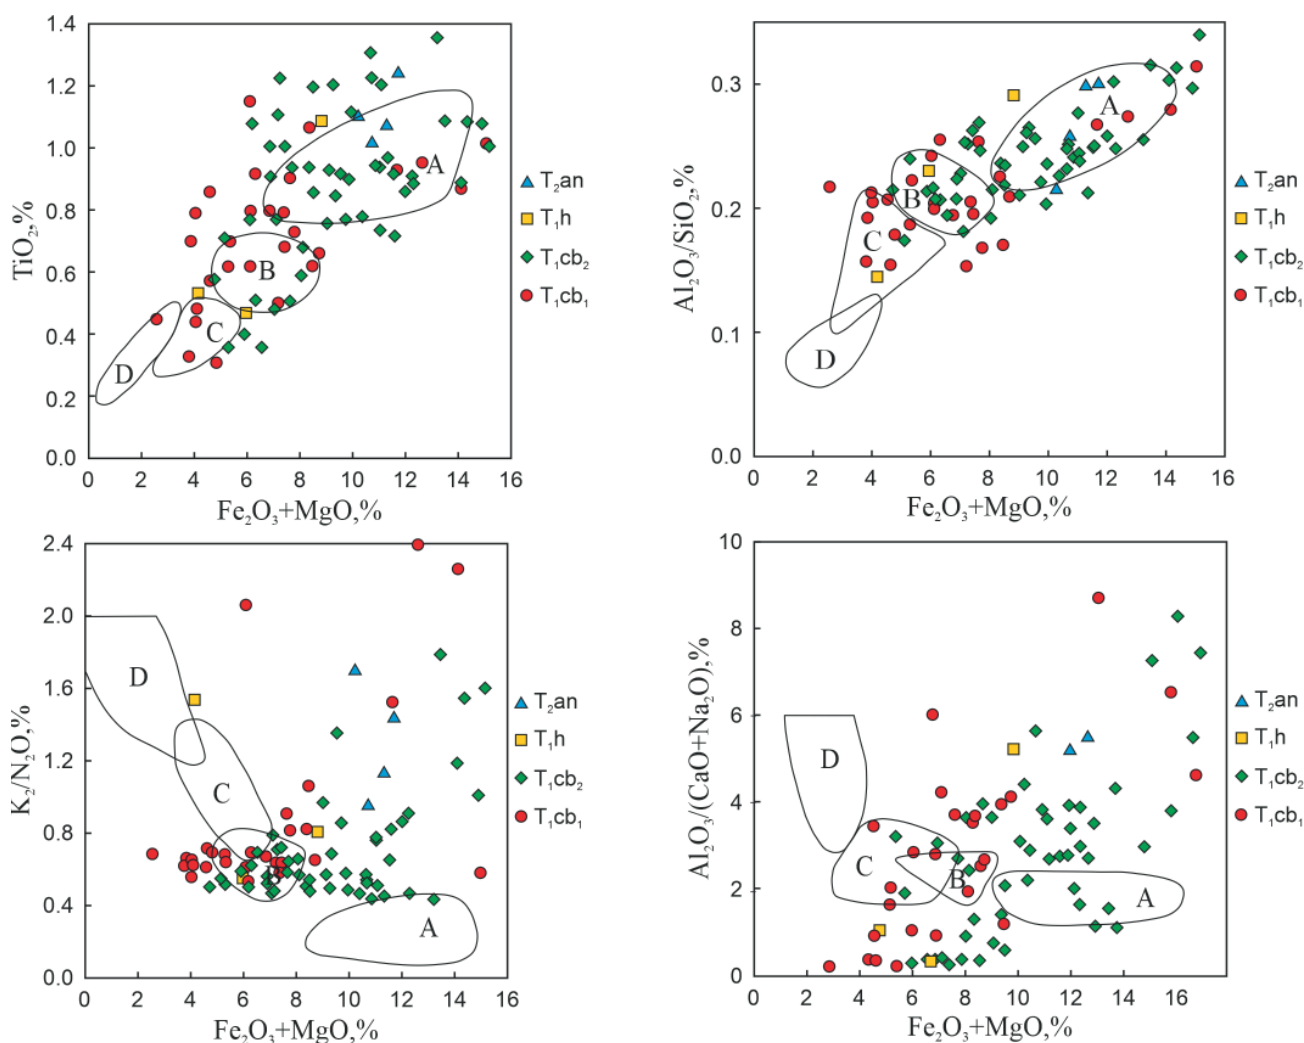 1.4
1.2
1.0
0.8
0.6
0.4
0.2
0.0
TiO₂,%
0 2 4 6 8 10 12 14 16
Fe₂O₃+MgO,%
A
B
C
D
T₂an
T₁h
T₁cb₂
T₁cb₁
0.3
0.2
0.1
0.0
Al₂O₃/SiO₂,%
0 2 4 6 8 10 12 14 16
Fe₂O₃+MgO,%
A
B
C
D
T₂an
T₁h
T₁cb₂
T₁cb₁
2.4
2.0
1.6
1.2
0.8
0.4
0.0
K₂/N₂O,%
0 2 4 6 8 10 12 14 16
Fe₂O₃+MgO,%
D
C
B
A
T₂an
T₁h
T₁cb₂
T₁cb₁
10
8
6
4
2
0
Al₂O₃/(CaO+Na₂O),%
0 2 4 6 8 10 12 14 16
Fe₂O₃+MgO,%
D
C
B
A
T₂an
T₁h
T₁cb₂
T₁cb₁